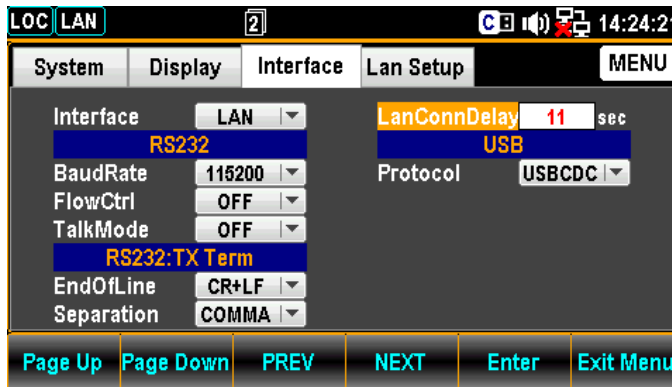 LOC LAN 2 C 14:24:2
System Display Interface Lan Setup MENU
Interface LAN LanConnDelay 11 sec
RS232 USB
BaudRate 115200 Protocol USBCDC
FlowCtrl OFF
TalkMode OFF
RS232:TX Term
EndOfLine CR+LF
Separation COMMA
Page Up Page Down PREV NEXT Enter Exit Menu